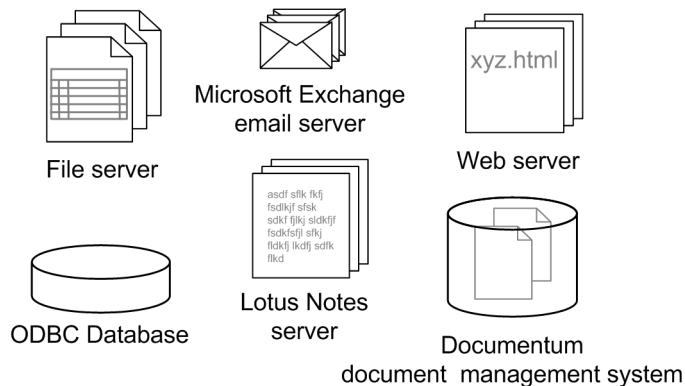 xyz.html
Microsoft Exchange
email server
File server
Web server
asdf sflk fkfj
fsdlkjf sfsk
sdkf fjlkj sldkfjf
fsdkfsfjl sfkj
fldkfj lkdfj sdfk
flkd
Lotus Notes
server
ODBC Database
Documentum
document management system